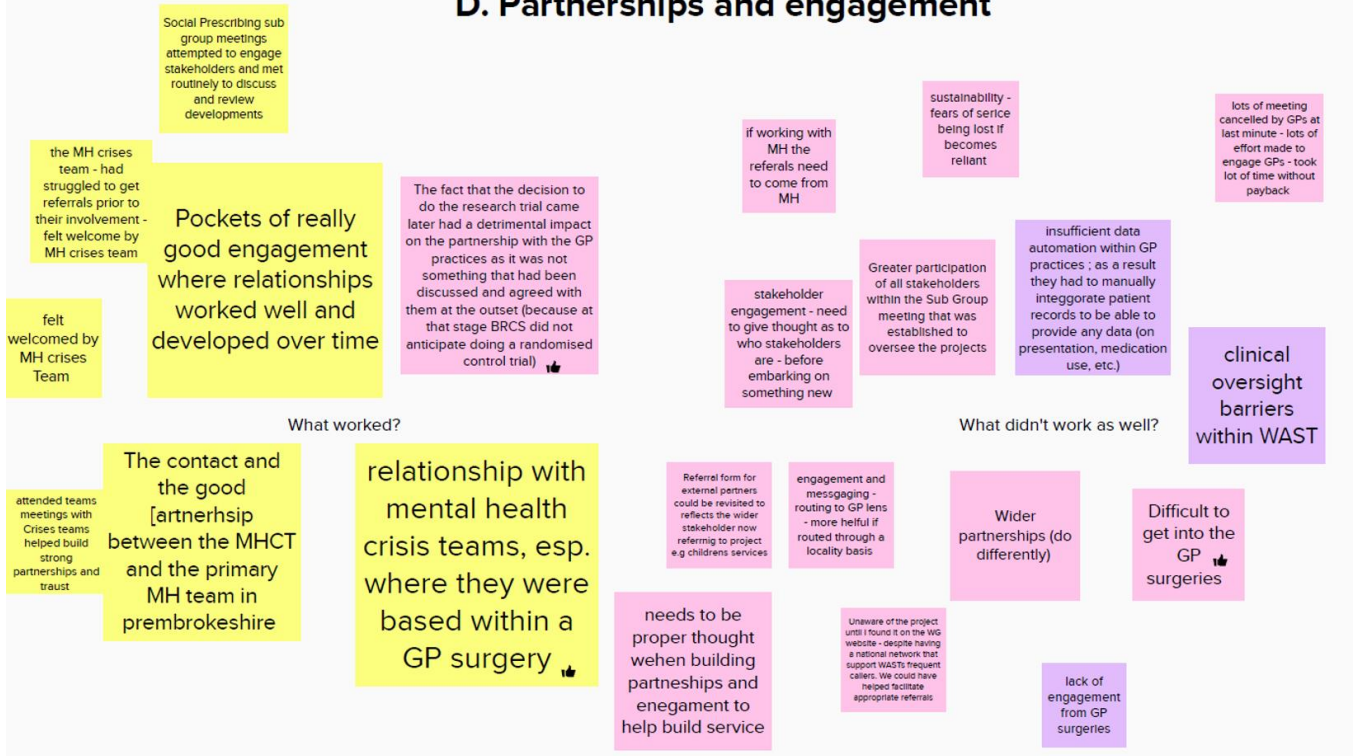 D. Partnerships and engagement
Social Prescribing sub
group meetings
attempted to engage
stakeholders and met
routinely to discuss
and review
developments
the MH crises
team - had
struggled to get
referrals prior to
their involvement -
felt welcome by
MH crises team
Pockets of really
good engagement
where relationships
worked well and
developed over time
felt
welcomed by
MH crises
Team
The fact that the decision to
do the research trial came
later had a detrimental impact
on the partnership with the GP
practices as it was not
something that had been
discussed and agreed with
them at the outset (because at
that stage BRCS did not
anticipate doing a randomised
control trial)
What worked?
attended teams
meetings with
Crises teams
helped build
strong
partnerships and
traust
The contact and
the good
[artnerhsip
between the MHCT
and the primary
MH team in
prembrokeshire
relationship with
mental health
crisis teams, esp.
where they were
based within a
GP surgery
if working with
MH the
referals need
to come from
MH
sustainability -
fears of serice
being lost if
becomes
reliant
lots of meeting
cancelled by GPs at
last minute - lots of
effort made to
engage GPs - took
lot of time without
payback
stakeholder
engagement - need
to give thought as to
who stakeholders
are - before
embarking on
something new
Greater participation
of all stakeholders
within the Sub Group
meeting that was
established to
oversee the projects
insufficient data
automation within GP
practices ; as a result
they had to manually
integgorate patient
records to be able to
provide any data (on
presentation, medication
use, etc.)
clinical
oversight
barriers
within WAST
What didn't work as well?
Referral form for
external partners
could be revisited to
reflects the wider
stakeholder now
refernig to project
e.g childrens services
engagement and
messgaging -
routing to GP lens
- more helful if
routed through a
locality basis
Wider
partnerships (do
differently)
Difficult to
get into the
GP
surgeries
needs to be
proper thought
wehen building
partneships and
enegament to
help build service
Unaware of the project
until I found it on the WG
website - despite having
a national network that
support WASTs frequent
callers. We could have
helped facilitate
appropriate referrals
lack of
engagement
from GP
surgeries